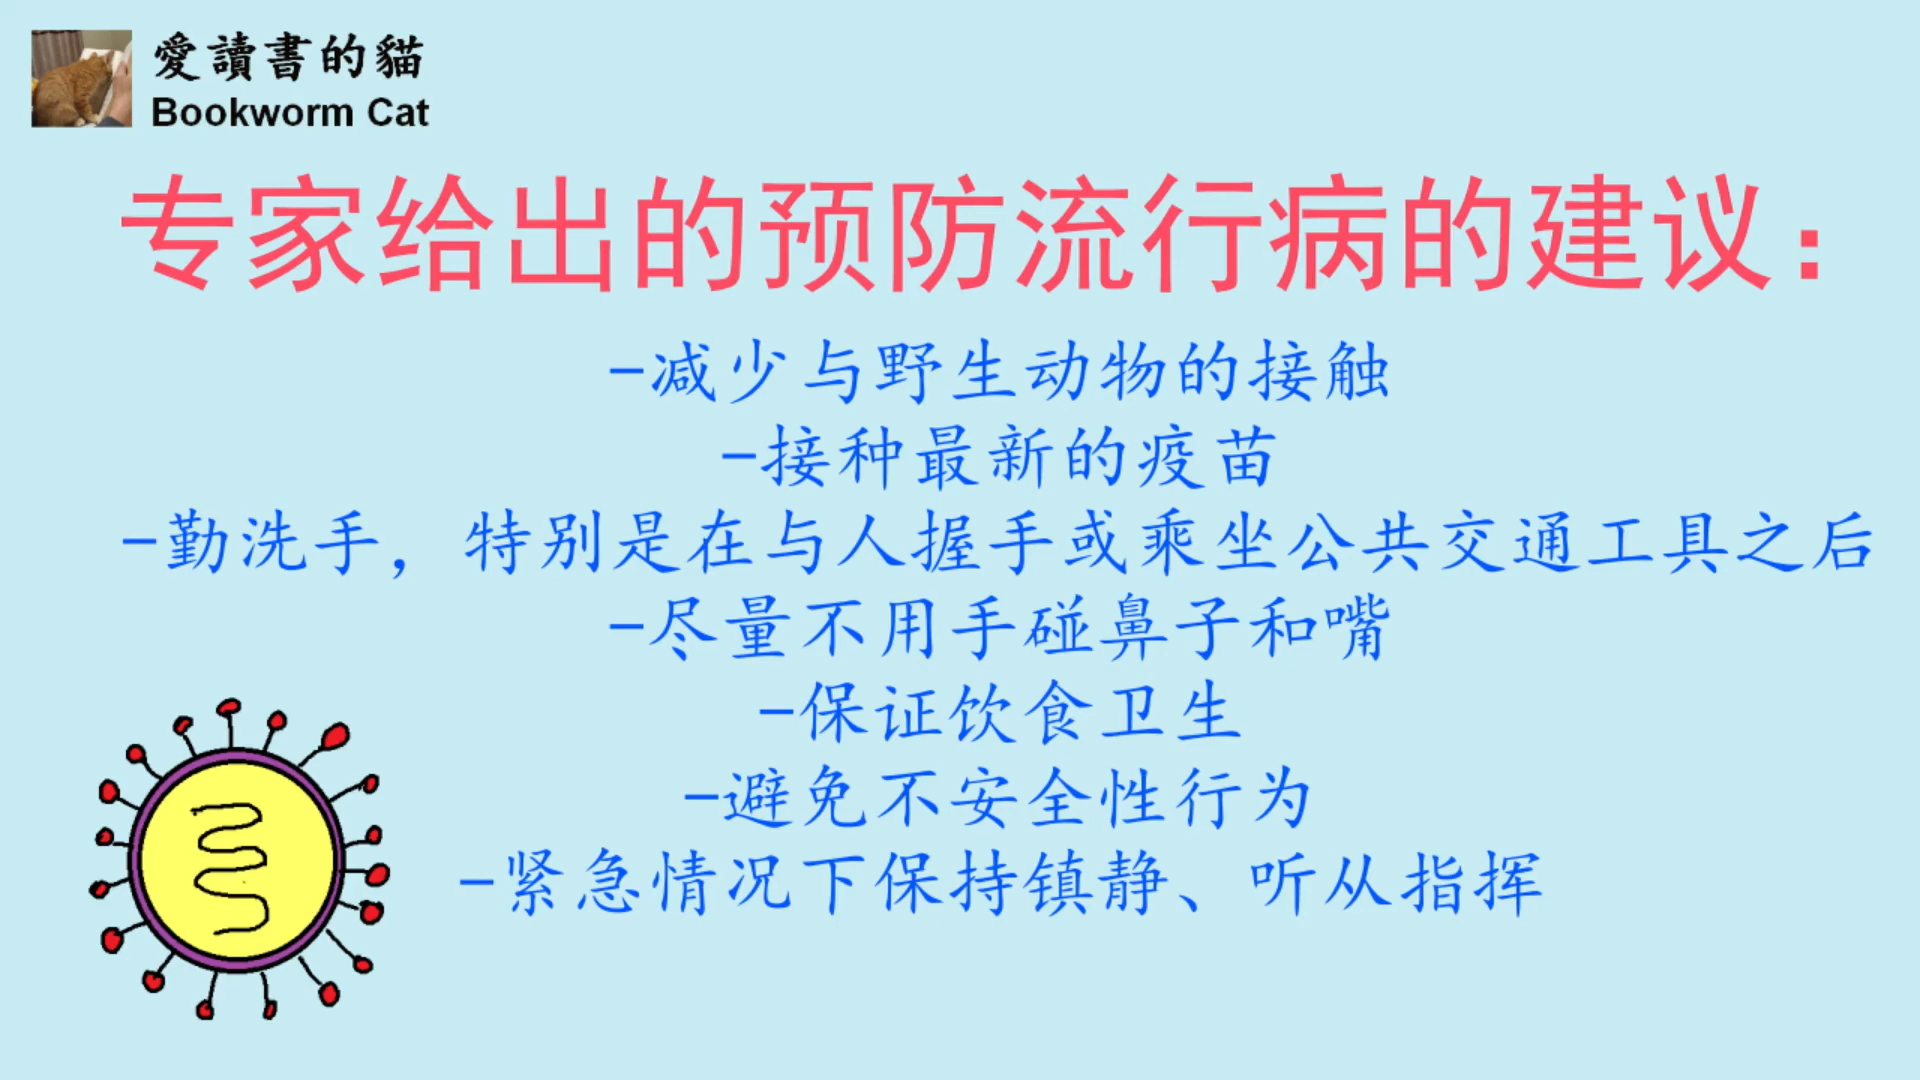 愛讀書的貓
Bookworm Cat
专家给出的预防流行病的建议：
-减少与野生动物的接触
-接种最新的疫苗
-勤洗手，特别是在与人握手或乘坐公共交通工具之后
-尽量不用手碰鼻子和嘴
-保证饮食卫生
-避免不安全性行为
-紧急情况下保持镇静、听从指挥